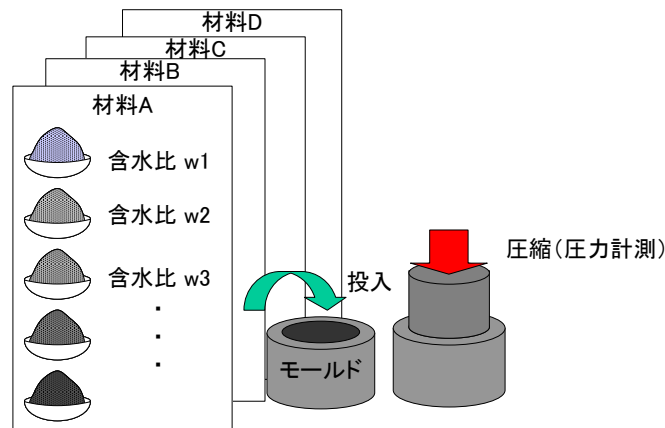 材料D
材料C
材料B
材料A
含水比 w1
含水比 w2
含水比 w3
・
・
・
投入
モールド
圧縮(圧力計測)